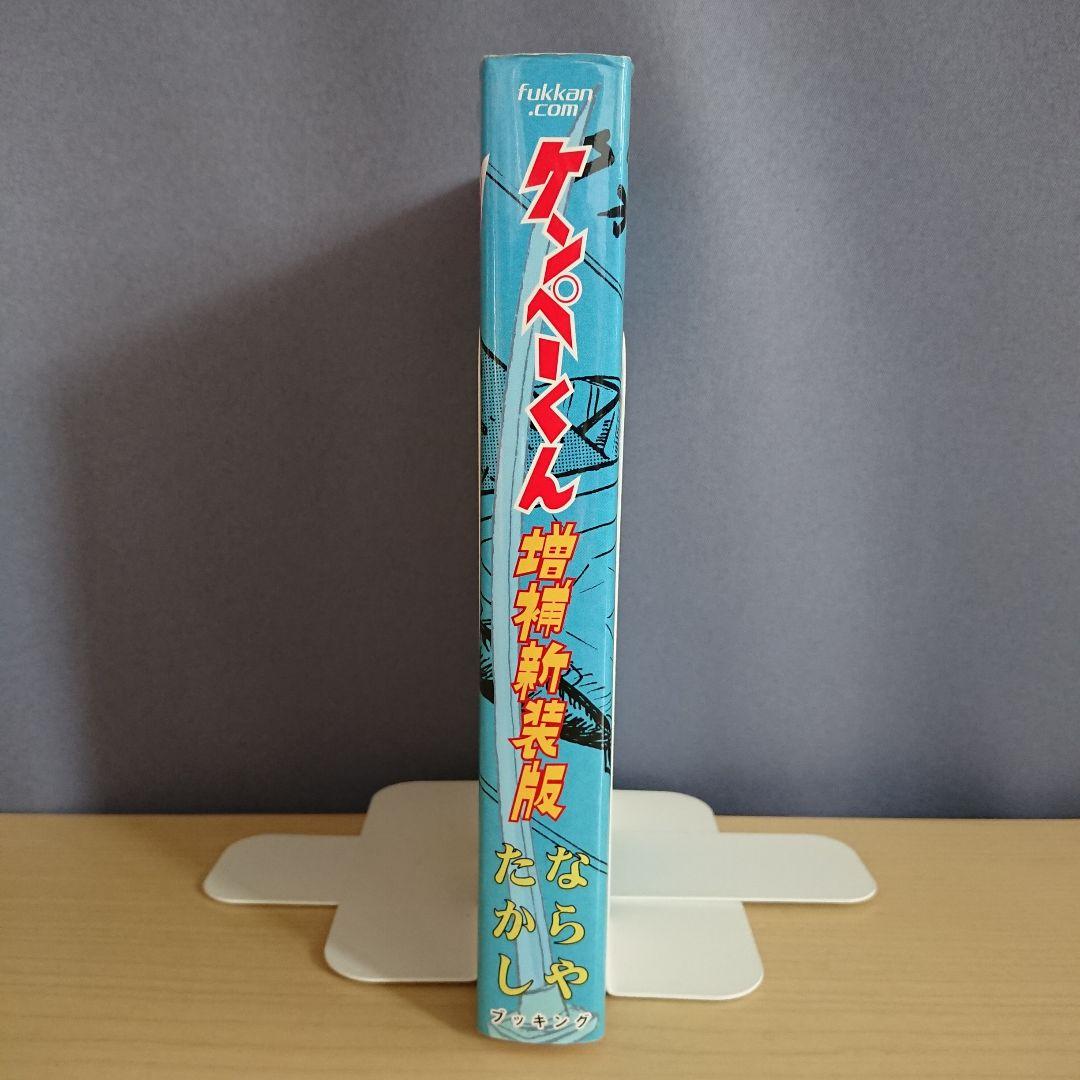 fukkan
.com
ケンペーくん
増補新装版
ならや
たかし
ブッキング